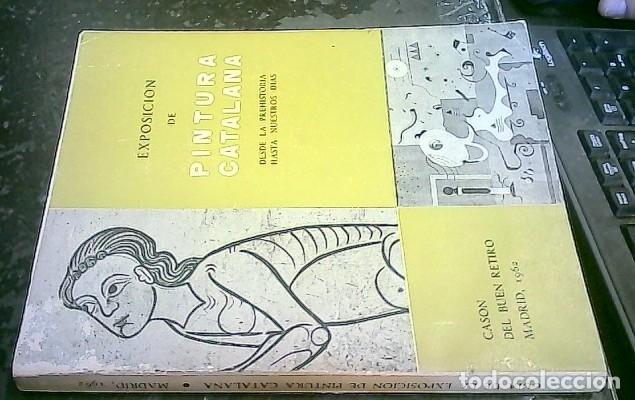 EXPOSICION
DE
PINTURA
CATALANA
DESDE LA PREHISTORIA
HASTA NUESTROS DIAS
CASON
DEL BUEN RETIRO
MADRID, 1962
EXPOSICION DE PINTURA CATALANA • MADRID, 1962
todocoleccion.net